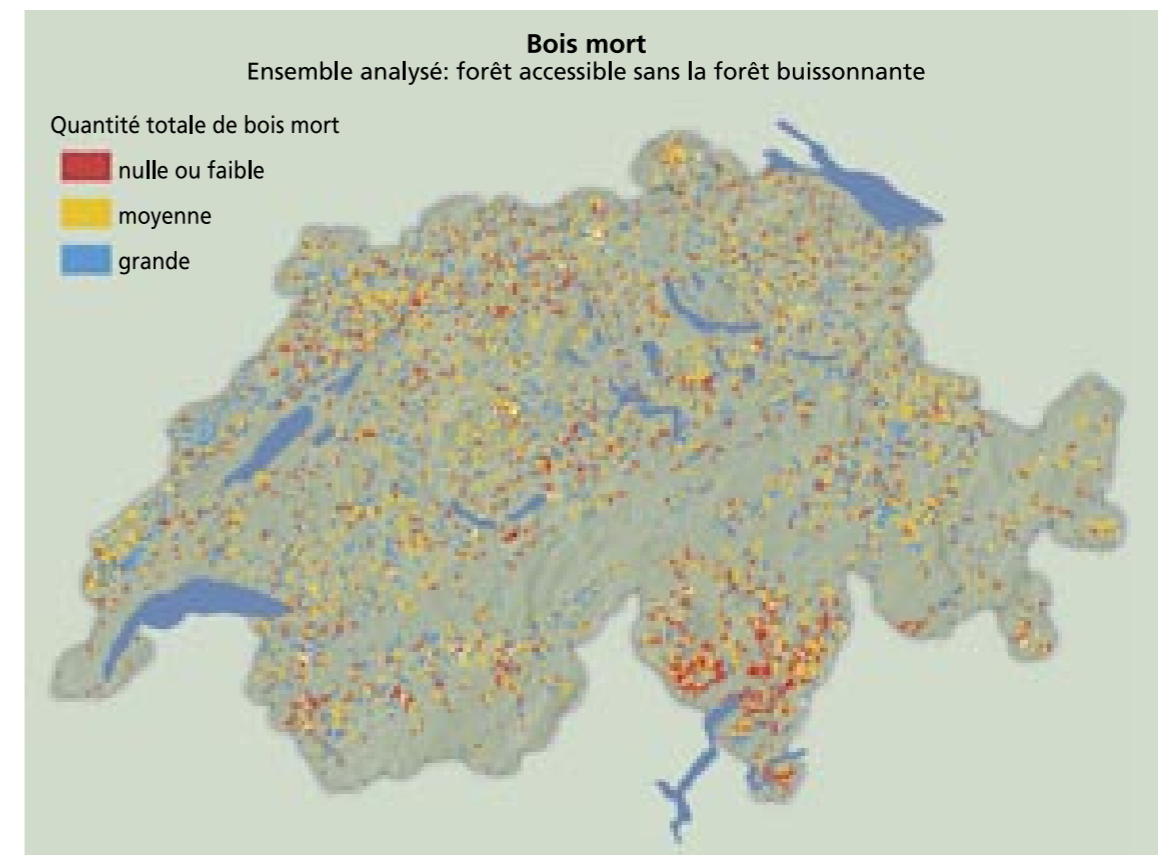 Bois mort
Ensemble analysé: forêt accessible sans la forêt buissonnante
Quantité totale de bois mort
nulle ou faible
moyenne
grande